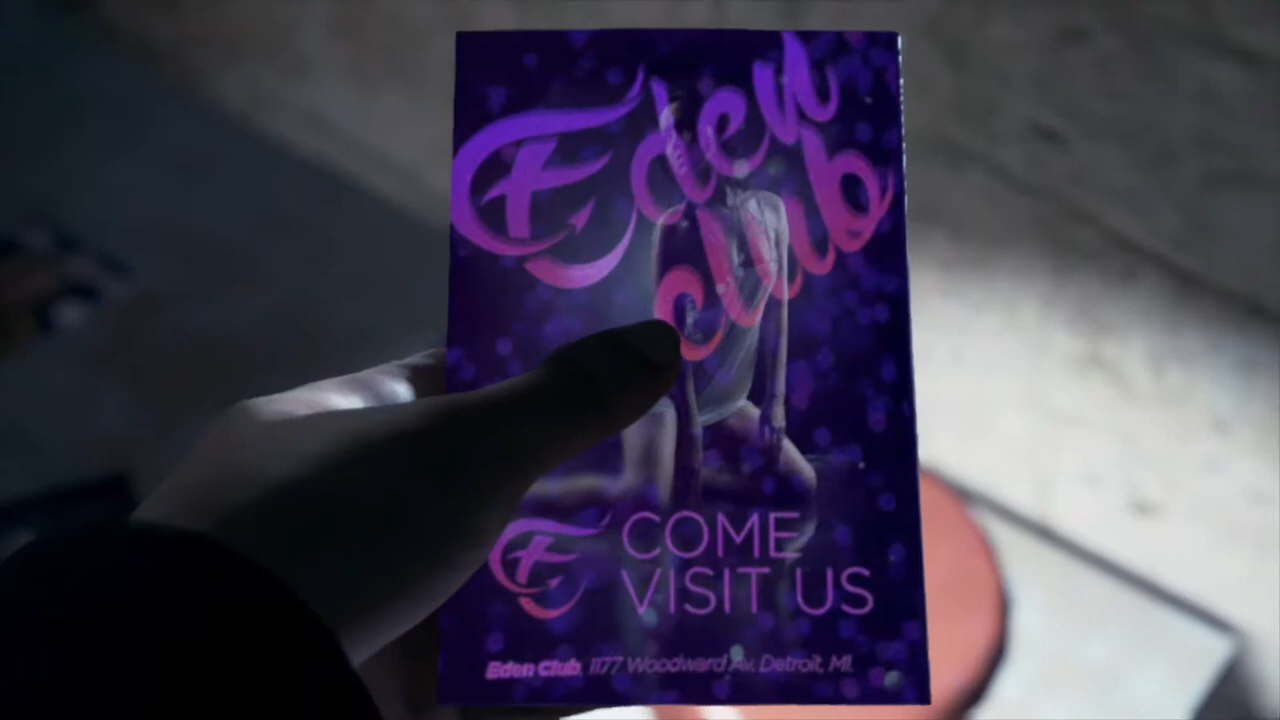 Eden
club
COME
VISIT US
Eden Club, 1177 Woodward Av. Detroit, MI.